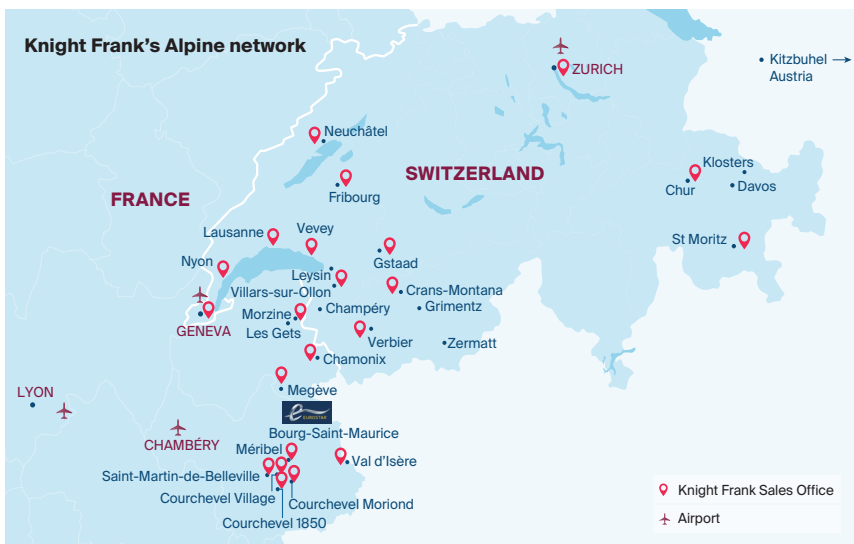 Knight Frank's Alpine network
ZURICH
Kitzbuhel
Austria
Neuchâtel
SWITZERLAND
Klosters
Chur
Davos
Fribourg
FRANCE
Lausanne
Vevey
St Moritz
Gstaad
Nyon
Leysin
Villars-sur-Ollon
Crans-Montana
Champéry
Grimentz
Morzine
GENEVA
Les Gets
Verbier
Zermatt
Chamonix
LYON
Megève
e EUROSTAR
CHAMBÉRY
Bourg-Saint-Maurice
Méribel
Val d'Isère
Saint-Martin-de-Belleville
Courchevel Village
Courchevel Moriond
Courchevel 1850
Knight Frank Sales Office
Airport